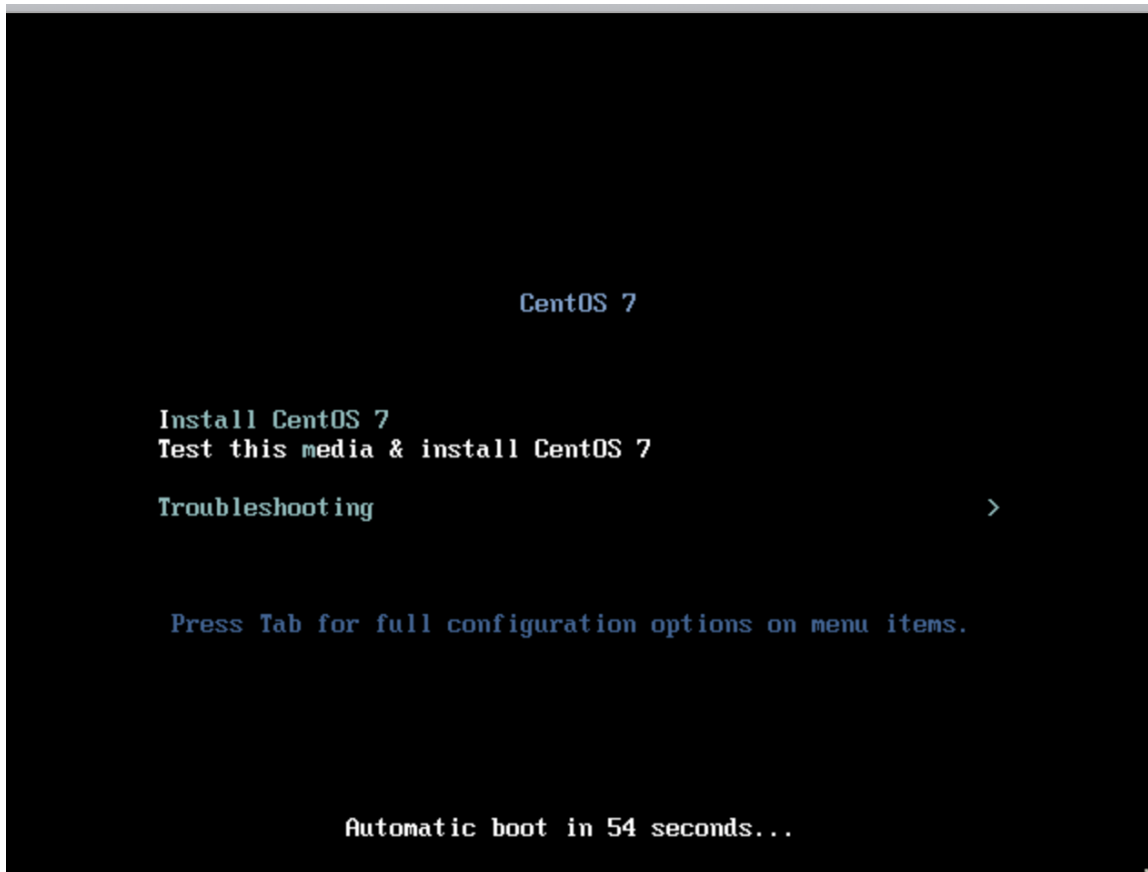 CentOS 7
Install CentOS 7
Test this media & install CentOS 7
Troubleshooting >
Press Tab for full configuration options on menu items.
Automatic boot in 54 seconds...